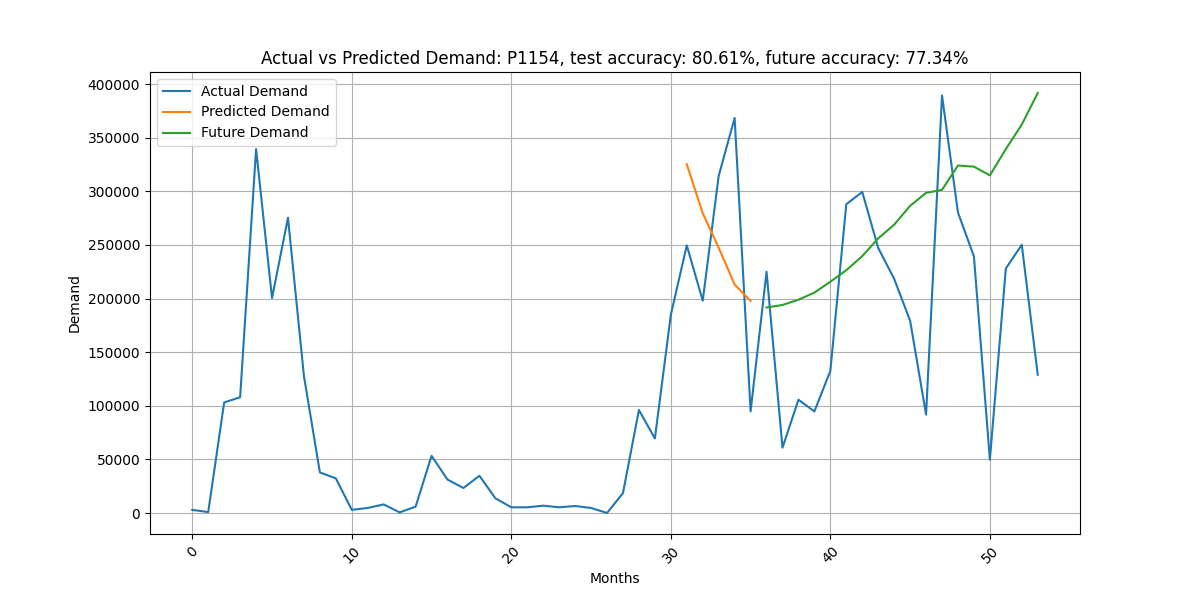 Actual vs Predicted Demand: P1154, test accuracy: 80.61%, future accuracy: 77.34%
Actual Demand
Predicted Demand
Future Demand
400000
350000
300000
250000
200000
150000
100000
50000
0
Demand
0
10
20
30
40
50
Months